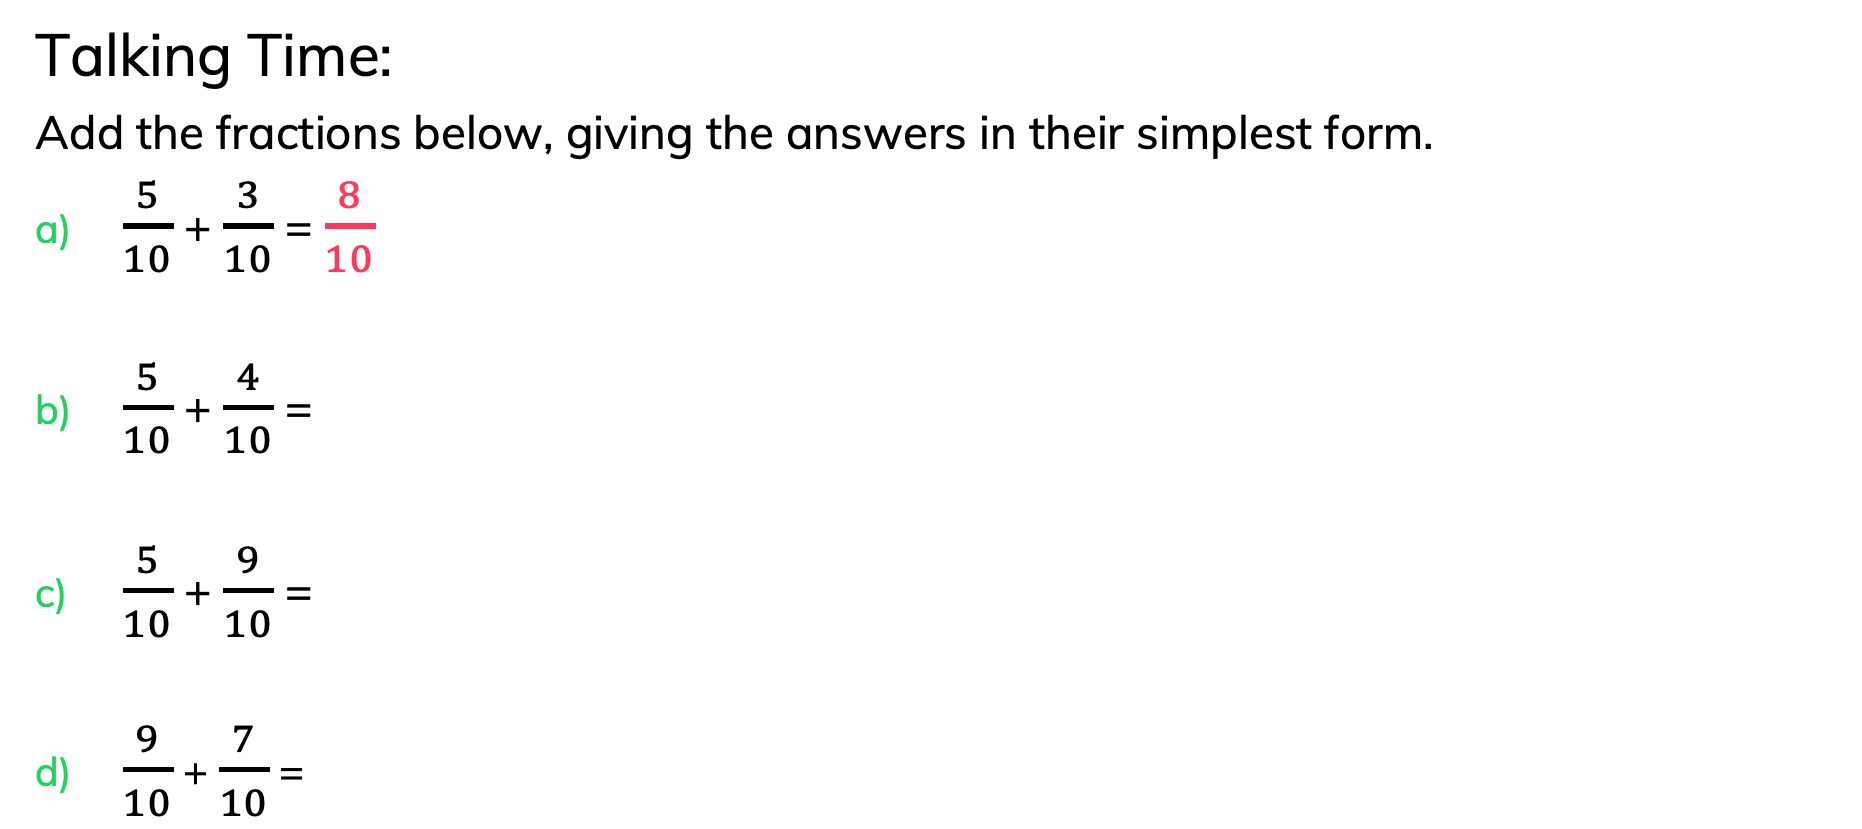 Talking Time:
Add the fractions below, giving the answers in their simplest form.
a) 5/10 + 3/10 = 8/10
b) 5/10 + 4/10 =
c) 5/10 + 9/10 =
d) 9/10 + 7/10 =